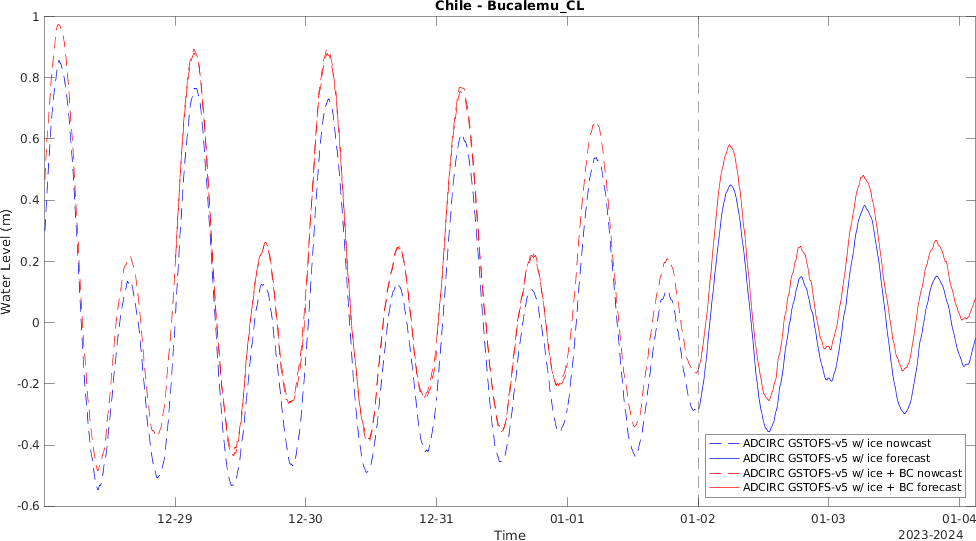 Chile - Bucalemu_CL
Water Level (m)
1
0.8
0.6
0.4
0.2
0
-0.2
-0.4
-0.6
ADCIRC GSTOFS-v5 w/ ice nowcast
ADCIRC GSTOFS-v5 w/ ice forecast
ADCIRC GSTOFS-v5 w/ ice + BC nowcast
ADCIRC GSTOFS-v5 w/ ice + BC forecast
12-29 12-30 12-31 01-01 01-02 01-03 01-04
Time
2023-2024